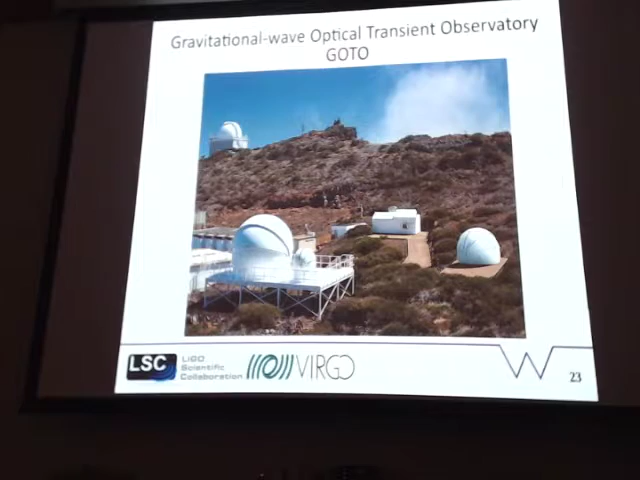 Gravitational-wave Optical Transient Observatory
GOTO
LSC
LIGO
Scientific
Collaboration
VIRGO
23